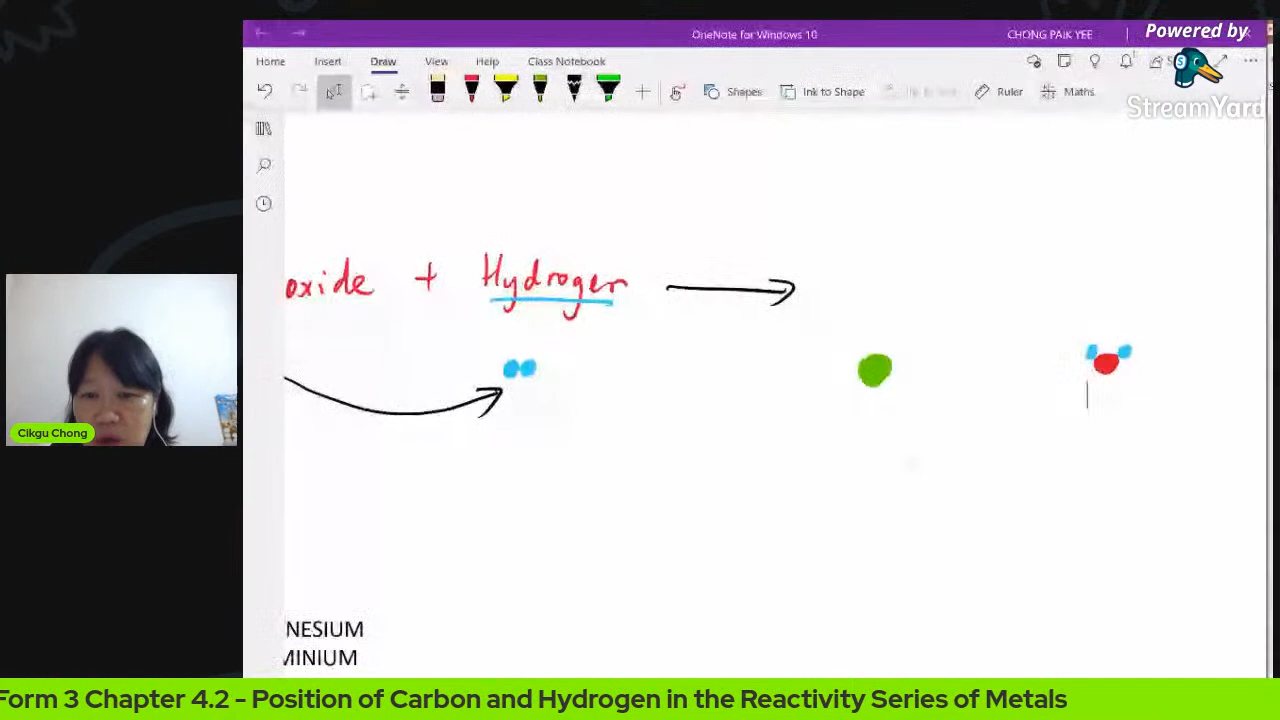 OneNote for Windows 10
CHONG PAIK YEE
Powered by
Home Insert Draw View Help Class Notebook
Shapes Ink to Shape Ruler Maths
StreamYard
oxide + Hydrogen →
Cikgu Chong
NESIUM
MINIUM
Form 3 Chapter 4.2 - Position of Carbon and Hydrogen in the Reactivity Series of Metals